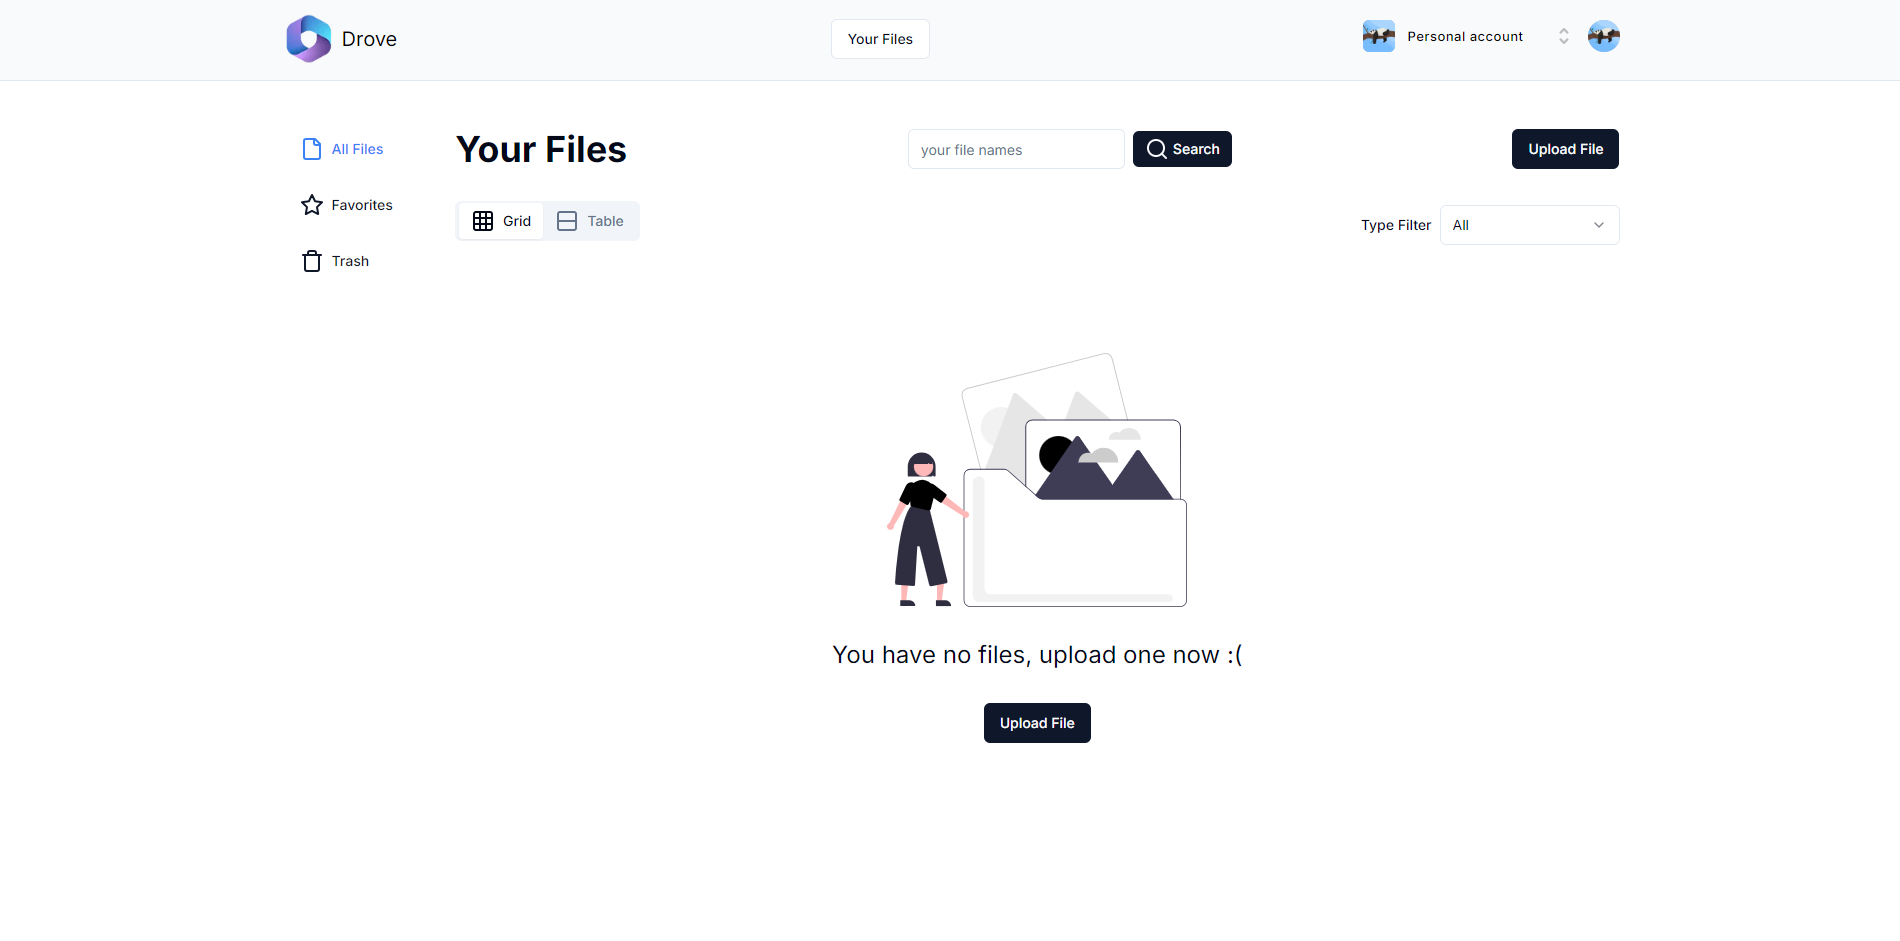 Drove
Your Files
Personal account
All Files
Favorites
Trash
Your Files
your file names
Search
Upload File
Grid
Table
Type Filter
All
You have no files, upload one now :(
Upload File